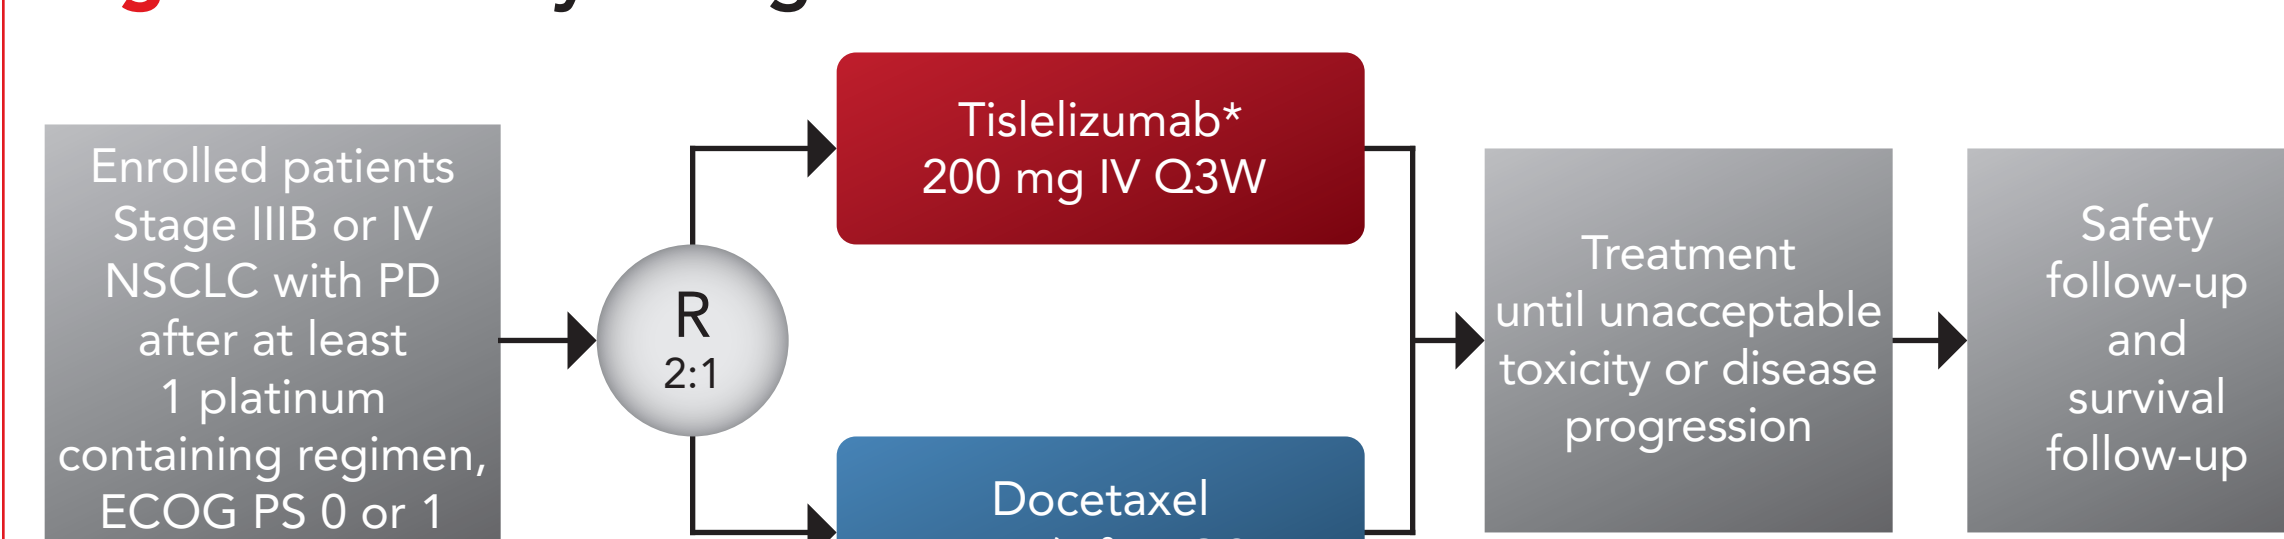 Enrolled patients
Stage IIIB or IV
NSCLC with PD
after at least
1 platinum
containing regimen,
ECOG PS 0 or 1
R
2:1
Tislelizumab*
200 mg IV Q3W
Docetaxel
Treatment
until unacceptable
toxicity or disease
progression
Safety
follow-up
and
survival
follow-up